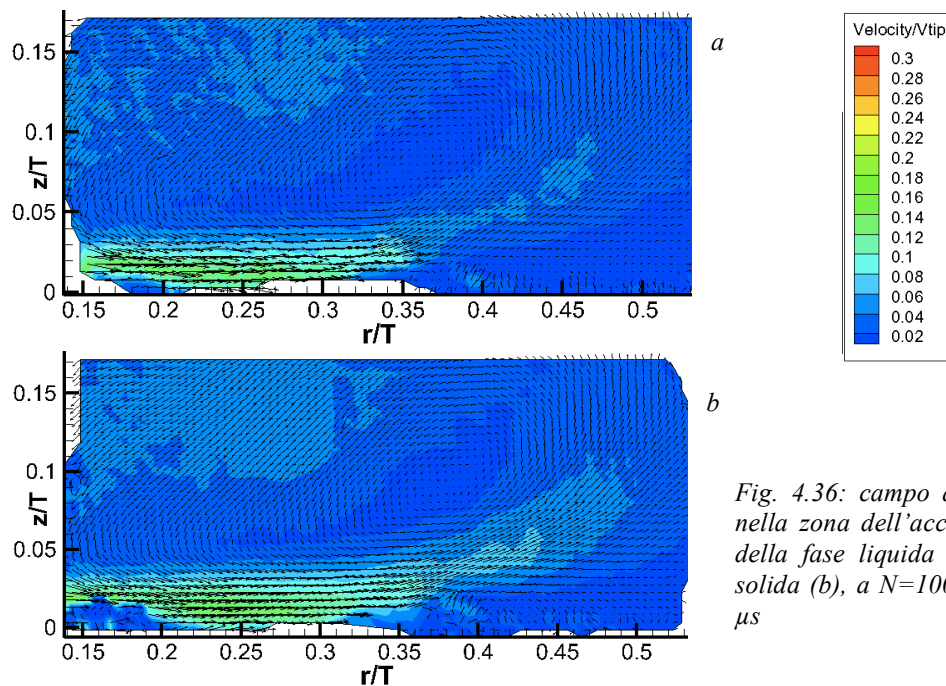 a
Velocity/Vtip
0.3
0.28
0.26
0.24
0.22
0.2
0.18
0.16
0.14
0.12
0.1
0.08
0.06
0.04
0.02
z/T
0.15
0.1
0.05
0
0.15 0.2 0.25 0.3 0.35 0.4 0.45 0.5
r/T
b
z/T
0.15
0.1
0.05
0
0.15 0.2 0.25 0.3 0.35 0.4 0.45 0.5
r/T
Fig. 4.36: campo
nella zona dell'acc
della fase liquida
solida (b), a N=100
μs